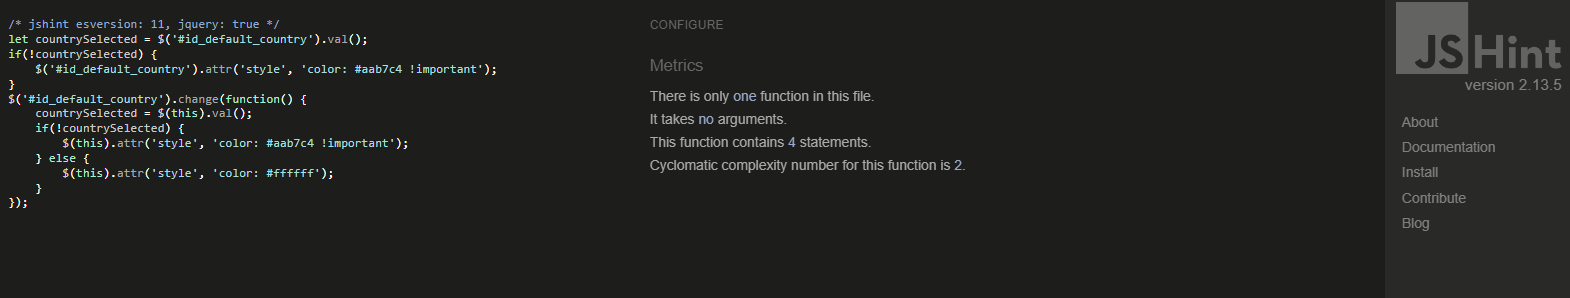 /* jshint esversion: 11, jquery: true */
let countrySelected = $('#id_default_country').val();
if(!countrySelected) {
    $('#id_default_country').attr('style', 'color: #aab7c4 !important');
}
$('#id_default_country').change(function() {
    countrySelected = $(this).val();
    if(!countrySelected) {
        $(this).attr('style', 'color: #aab7c4 !important');
    } else {
        $(this).attr('style', 'color: #ffffff');
    }
});
CONFIGURE
Metrics
There is only one function in this file.
It takes no arguments.
This function contains 4 statements.
Cyclomatic complexity number for this function is 2.
JSHint
version 2.13.5
About
Documentation
Install
Contribute
Blog